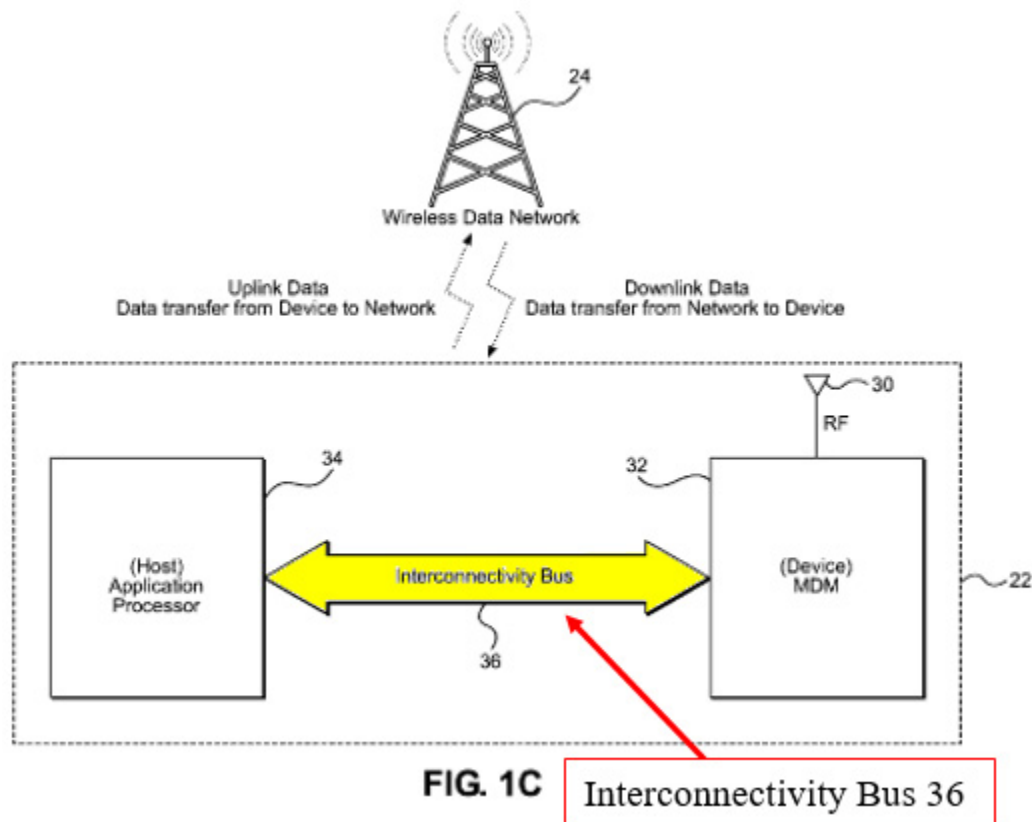 24
Wireless Data Network
Uplink Data
Data transfer from Device to Network
Downlink Data
Data transfer from Network to Device
30
RF
34
32
(Host)
Application
Processor
Interconnectivity Bus
(Device)
MDM
22
36
FIG. 1C
Interconnectivity Bus 36